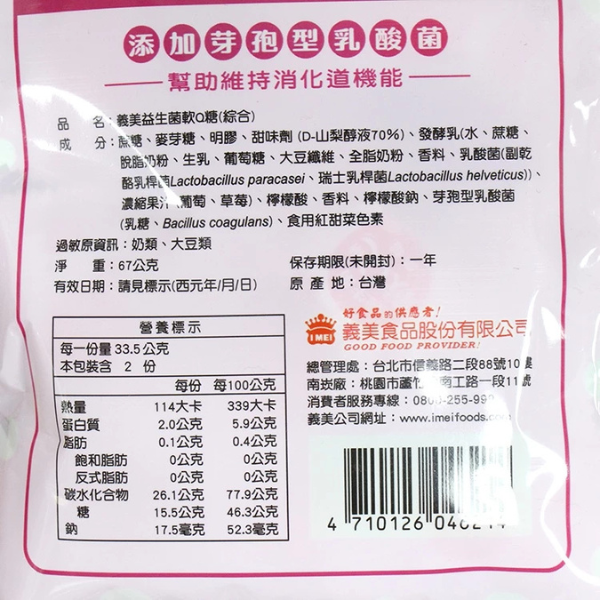 添加芽孢型乳酸菌
幫助維持消化道機能
品 名：義美益生菌軟Q糖(綜合)
成 分：蔗糖、麥芽糖、明膠、甜味劑 (D-山梨醇液70%)、發酵乳(水、蔗糖、
脫脂奶粉、生乳、葡萄糖、大豆纖維、全脂奶粉、香料、乳酸菌(副乾
酪乳桿菌Lactobacillus paracasei、瑞士乳桿菌Lactobacillus helveticus))、
濃縮果汁(葡萄、草莓)、檸檬酸、香料、檸檬酸鈉、芽孢型乳酸菌
(乳糖、Bacillus coagulans)、食用紅甜菜色素
過敏原資訊：奶類、大豆類
淨 重：67公克 保存期限(未開封)：一年
有效日期：請見標示(西元年/月/日) 原 產 地：台灣
營養標示
每一份量 33.5公克
本包裝含 2 份
每份 每100公克
熱量 114大卡 339大卡
蛋白質 2.0公克 5.9公克
脂肪 0.1公克 0.4公克
飽和脂肪 0公克 0公克
反式脂肪 0公克 0公克
碳水化合物 26.1公克 77.9公克
糖 15.5公克 46.3公克
鈉 17.5毫克 52.3毫克
好食品的供應者!
IMEI 義美食品股份有限公司
GOOD FOOD PROVIDER!
總管理處：台北市信義路二段88號10樓
南崁廠：桃園市蘆竹 南工路一段11號
消費者服務專線：0800-255-99
義美公司網址：www.imeifoods.com
4 710126